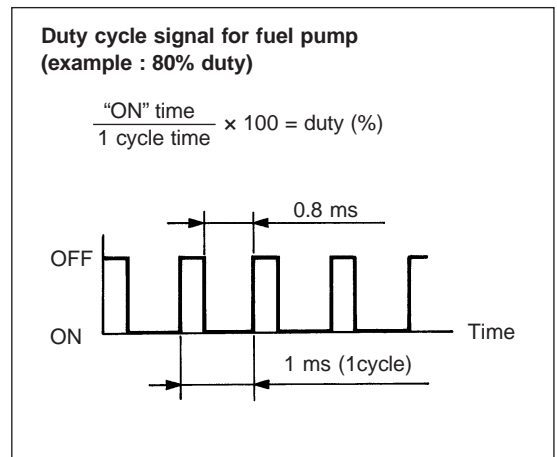 Duty cycle signal for fuel pump
(example : 80% duty)
“ON” time
1 cycle time
× 100 = duty (%)
0.8 ms
OFF
ON
Time
1 ms (1cycle)